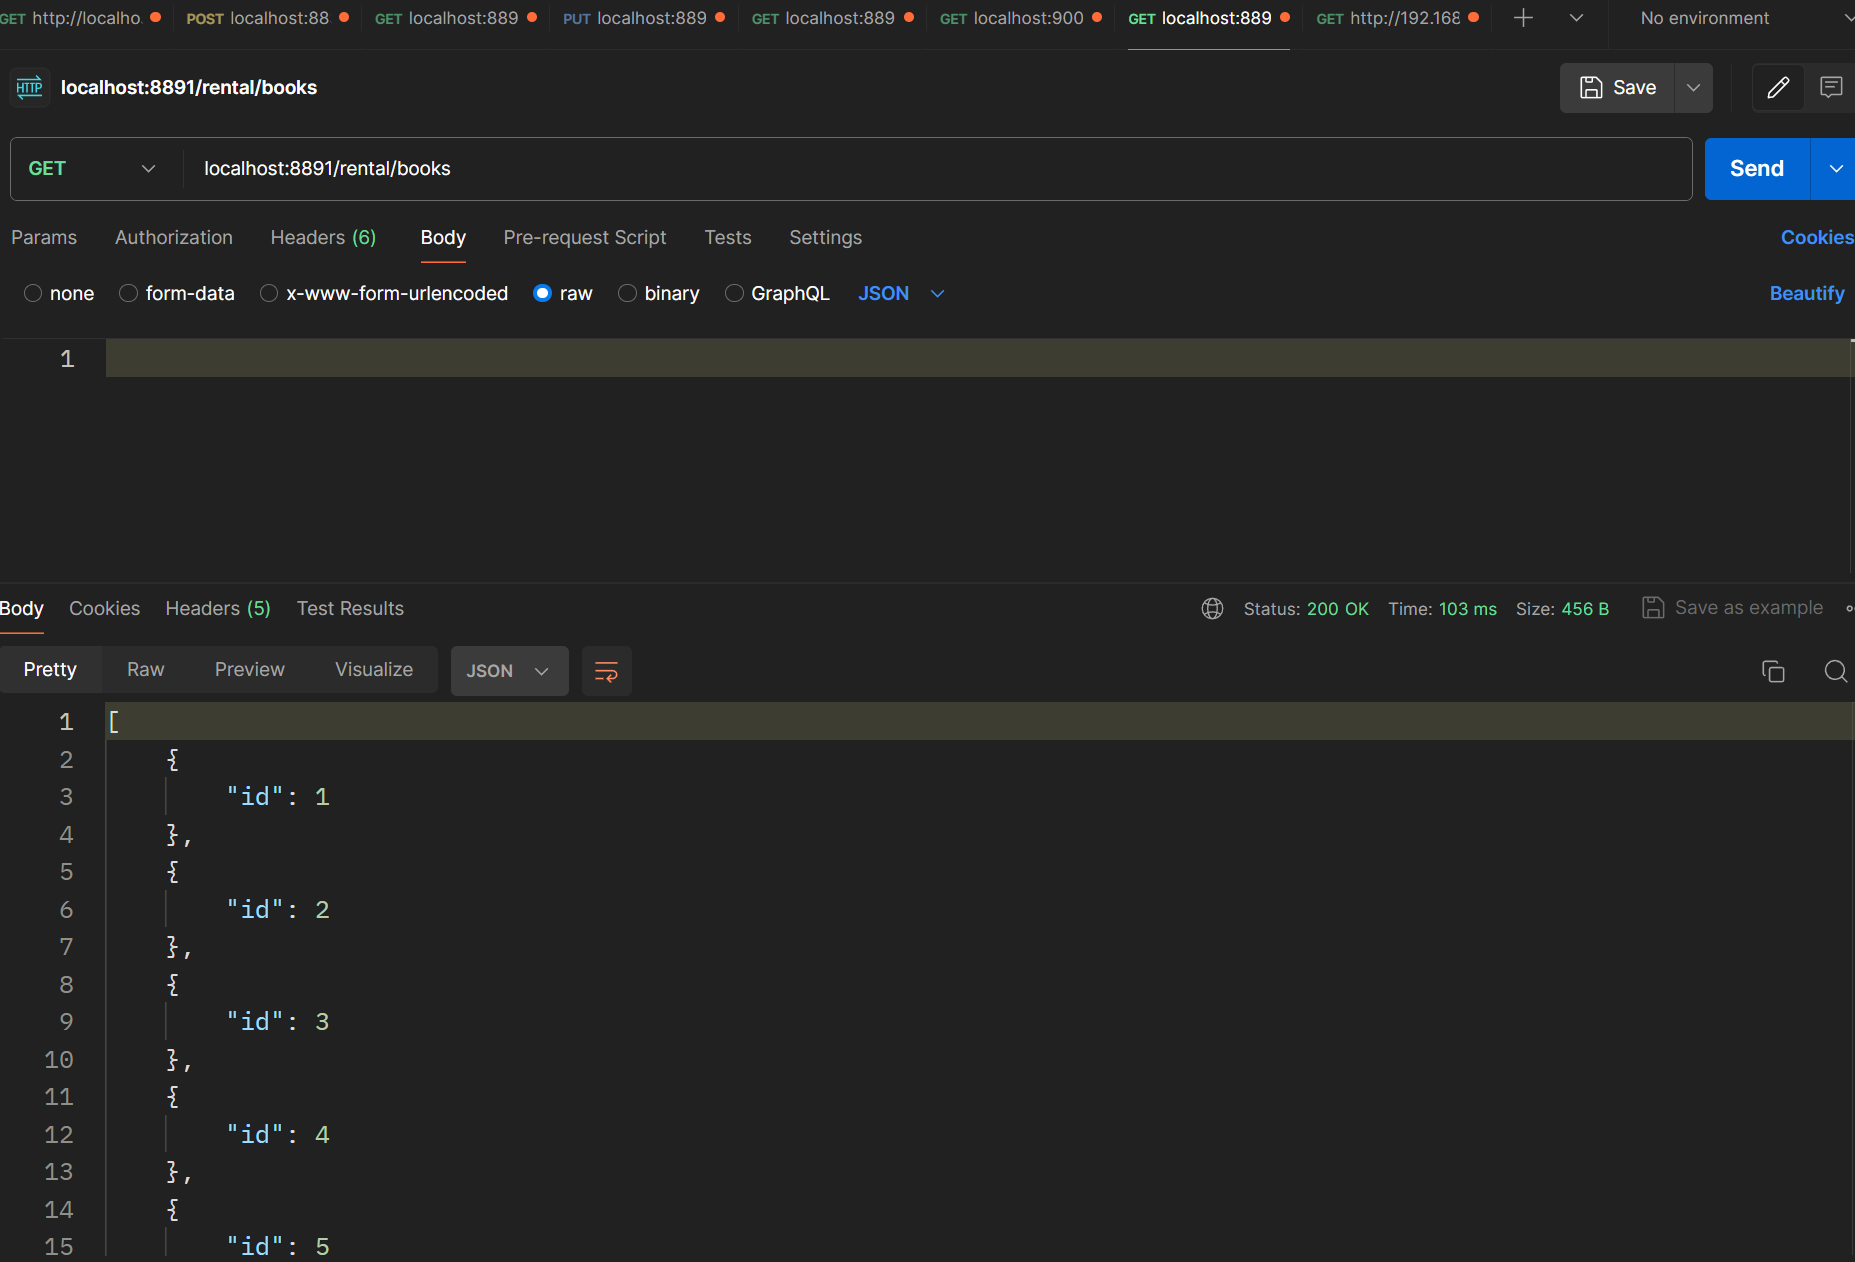 GET http://localho. POST localhost:88 GET localhost:889 PUT localhost:889 GET localhost:889 GET localhost:900 GET localhost:889 GET http://192.168 No environment
HTTP localhost:8891/rental/books Save
GET localhost:8891/rental/books Send
Params Authorization Headers (6) Body Pre-request Script Tests Settings Cookies
none form-data x-www-form-urlencoded raw binary GraphQL JSON Beautify
1
Body Cookies Headers (5) Test Results Status: 200 OK Time: 103 ms Size: 456 B Save as example
Pretty Raw Preview Visualize JSON
1 [
2 {
3 "id": 1
4 },
5 {
6 "id": 2
7 },
8 {
9 "id": 3
10 },
11 {
12 "id": 4
13 },
14 {
15 "id": 5